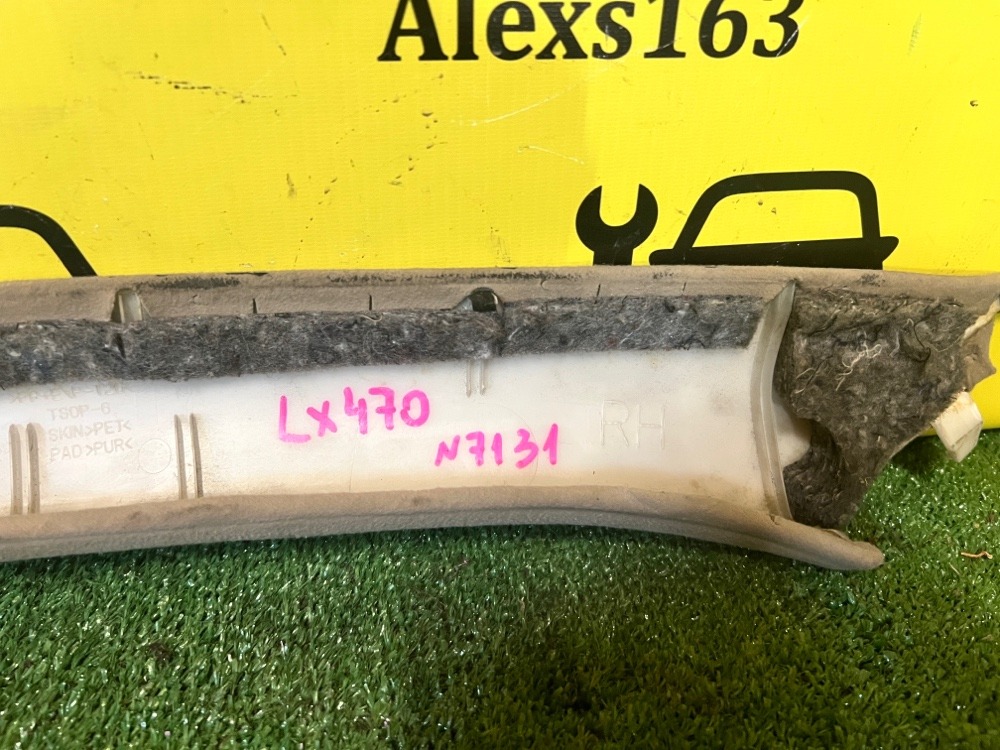 Alexs163
TSOP-6
SKIN>PET<
PAD>PUR<
Lx470
N7131
RH